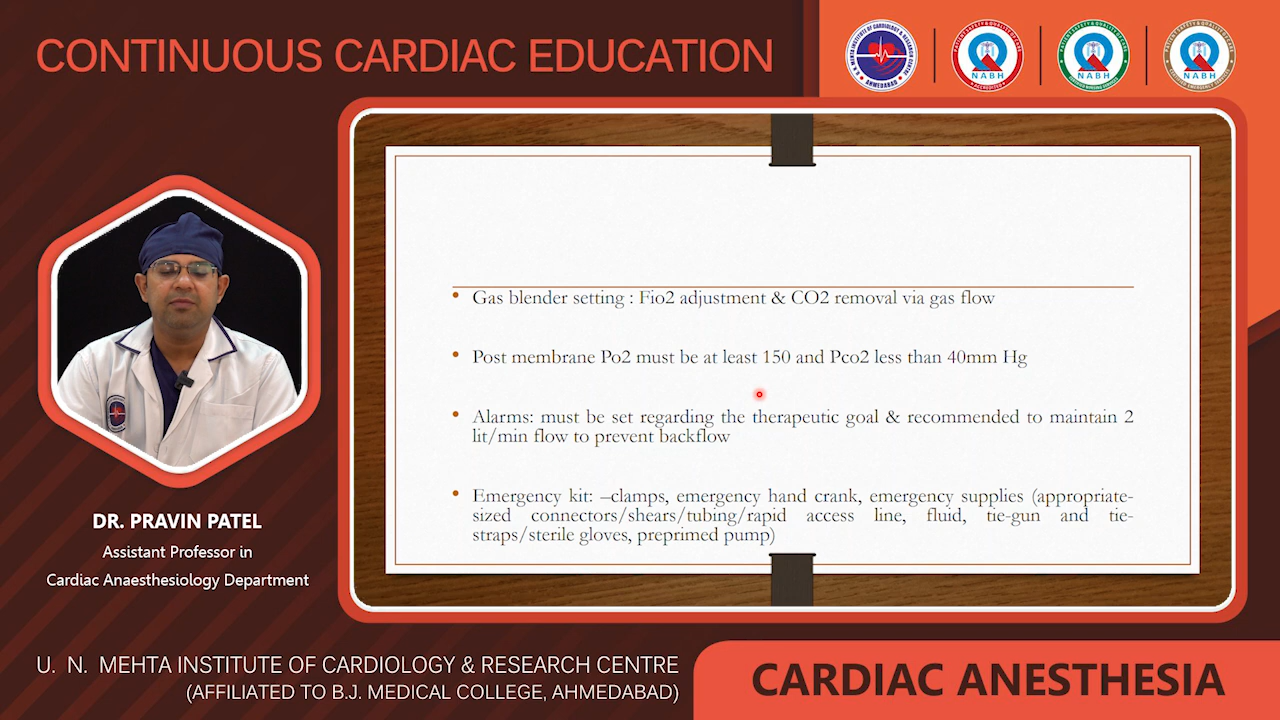 CONTINUOUS CARDIAC EDUCATION
AHMEDABAD
NABH
NABH
NABH
• Gas blender setting : Fio2 adjustment & CO2 removal via gas flow
• Post membrane Po2 must be at least 150 and Pco2 less than 40mm Hg
• Alarms: must be set regarding the therapeutic goal & recommended to maintain 2
lit/min flow to prevent backflow
• Emergency kit: –clamps, emergency hand crank, emergency supplies (appropriate-
sized connectors/shears/tubing/rapid access line, fluid, tie-gun and tie-
straps/sterile gloves, preprimed pump)
DR. PRAVIN PATEL
Assistant Professor in
Cardiac Anaesthesiology Department
U. N. MEHTA INSTITUTE OF CARDIOLOGY & RESEARCH CENTRE
(AFFILIATED TO B.J. MEDICAL COLLEGE, AHMEDABAD)
CARDIAC ANESTHESIA